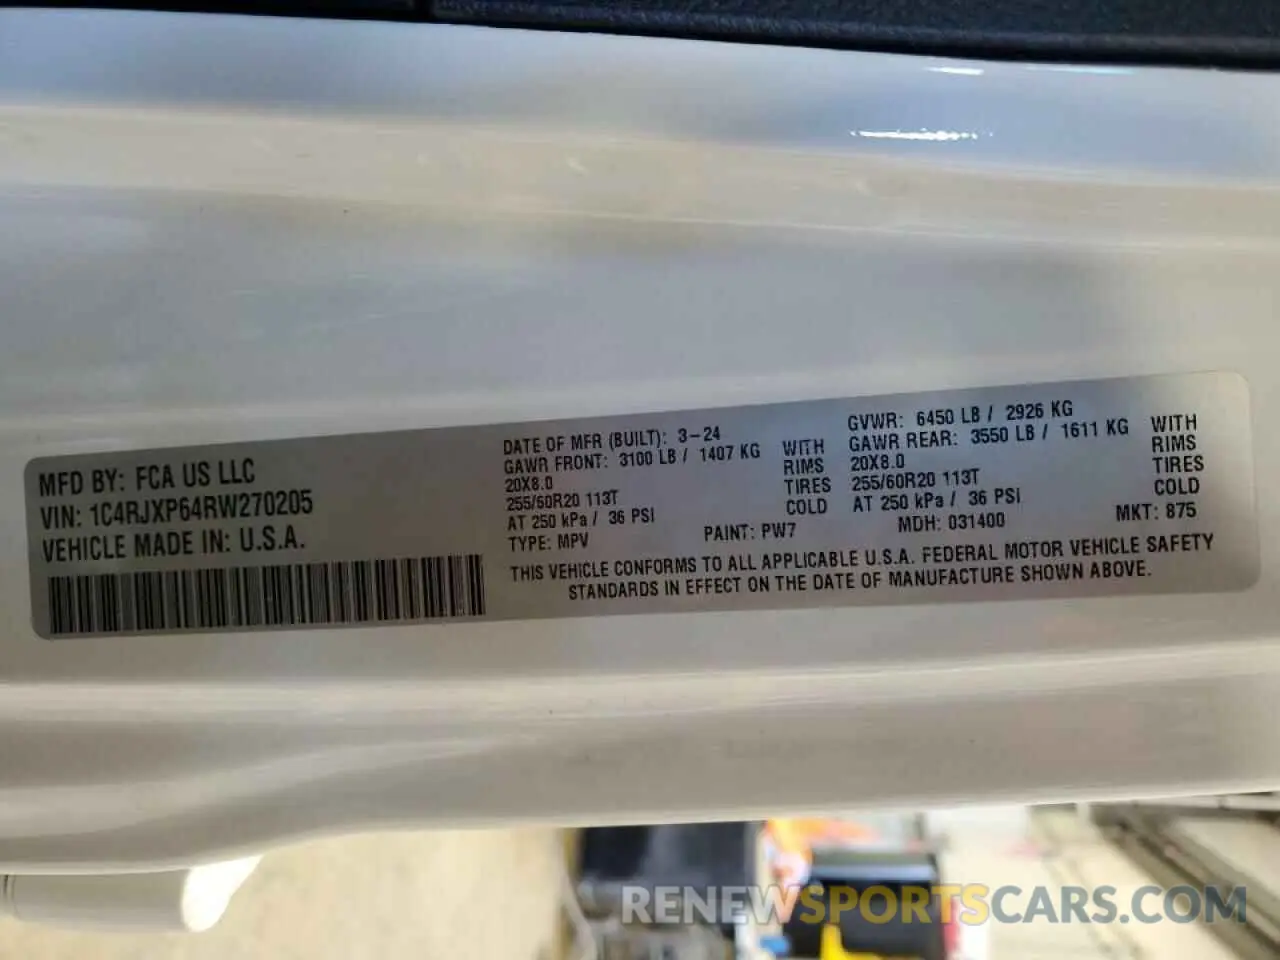 MFD BY: FCA US LLC
VIN: 1C4RJXP64RW270205
VEHICLE MADE IN: U.S.A.
DATE OF MFR (BUILT): 3-24
GAWR FRONT: 3100 LB / 1407 KG WITH
20X8.0 RIMS
255/60R20 113T TIRES
AT 250 kPa / 36 PSI COLD
GVWR: 6450 LB / 2926 KG
GAWR REAR: 3550 LB / 1611 KG WITH
20X8.0 RIMS
255/60R20 113T TIRES
AT 250 kPa / 36 PSI COLD
TYPE: MPV PAINT: PW7 MDH: 031400 MKT: 875
THIS VEHICLE CONFORMS TO ALL APPLICABLE U.S.A. FEDERAL MOTOR VEHICLE SAFETY
STANDARDS IN EFFECT ON THE DATE OF MANUFACTURE SHOWN ABOVE.
RENEWSPORTSCARS.COM